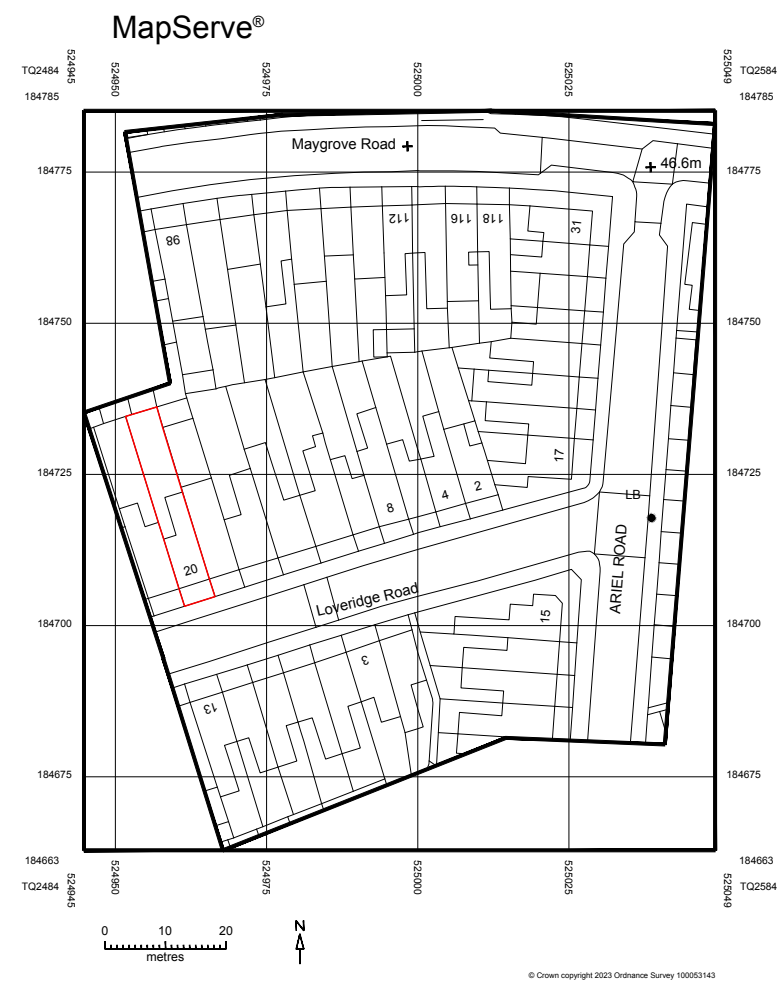 MapServe®
524945
524950
524975
525000
525025
525049
TQ2484
TQ2584
184785
184785
Maygrove Road
46.6m
184775
184775
98
112
116
118
31
184750
184750
17
184725
184725
2
4
8
LB
20
ARIEL ROAD
Loveridge Road
15
184700
184700
3
13
184675
184675
184663
184663
TQ2484
TQ2584
524945
524950
524975
525000
525025
525049
0 10 20
metres
N
© Crown copyright 2023 Ordnance Survey 100053143